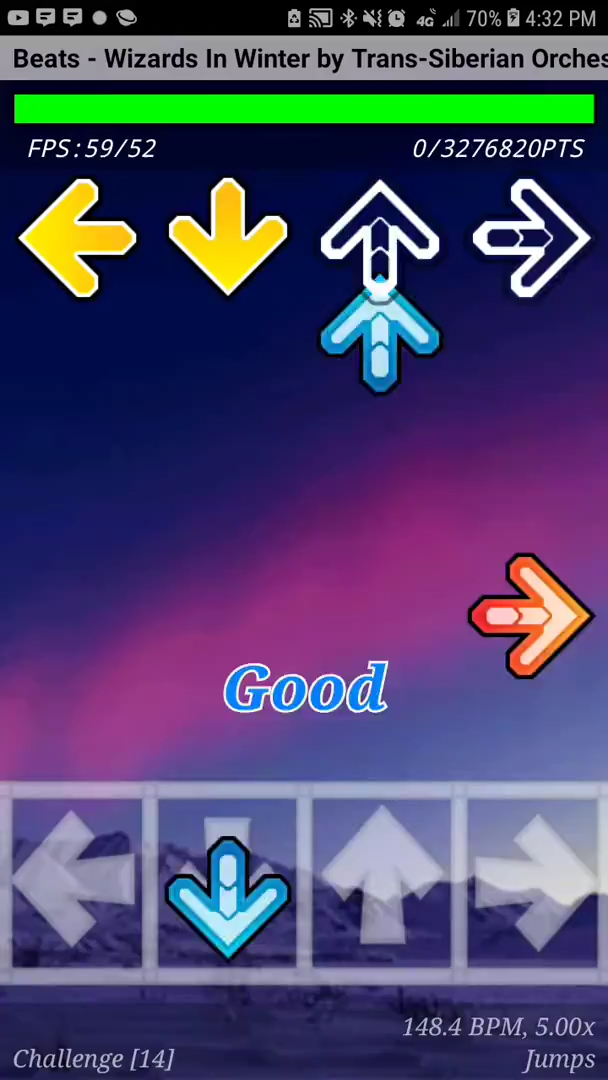 4G 70% 4:32 PM
Beats - Wizards In Winter by Trans-Siberian Orches
FPS:59/52 0/3276820PTS
Good
148.4 BPM, 5.00x
Challenge [14] Jumps